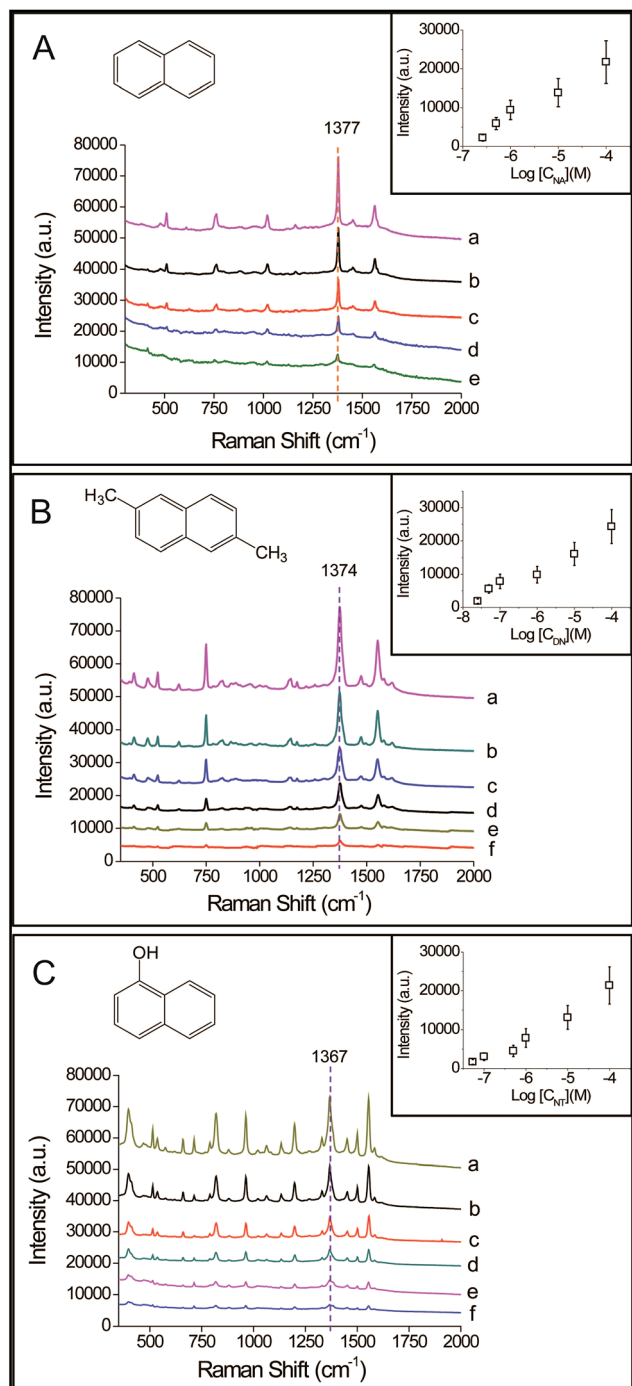 A
30000
20000
10000
0
Intensity (a.u.)
-7 -6 -5 -4
Log [C_NA](M)
1377
80000
70000
60000
50000
40000
30000
20000
10000
0
Intensity (a.u.)
a
b
c
d
e
500 750 1000 1250 1500 1750 2000
Raman Shift (cm⁻¹)
B
H₃C
CH₃
30000
20000
10000
0
Intensity (a.u.)
-8 -7 -6 -5 -4
Log [C_DN](M)
1374
80000
70000
60000
50000
40000
30000
20000
10000
0
Intensity (a.u.)
a
b
c
d
e
f
500 750 1000 1250 1500 1750 2000
Raman Shift (cm⁻¹)
C
OH
30000
20000
10000
0
Intensity (a.u.)
-7 -6 -5 -4
Log [C_NT](M)
1367
80000
70000
60000
50000
40000
30000
20000
10000
0
Intensity (a.u.)
a
b
c
d
e
f
500 750 1000 1250 1500 1750 2000
Raman Shift (cm⁻¹)